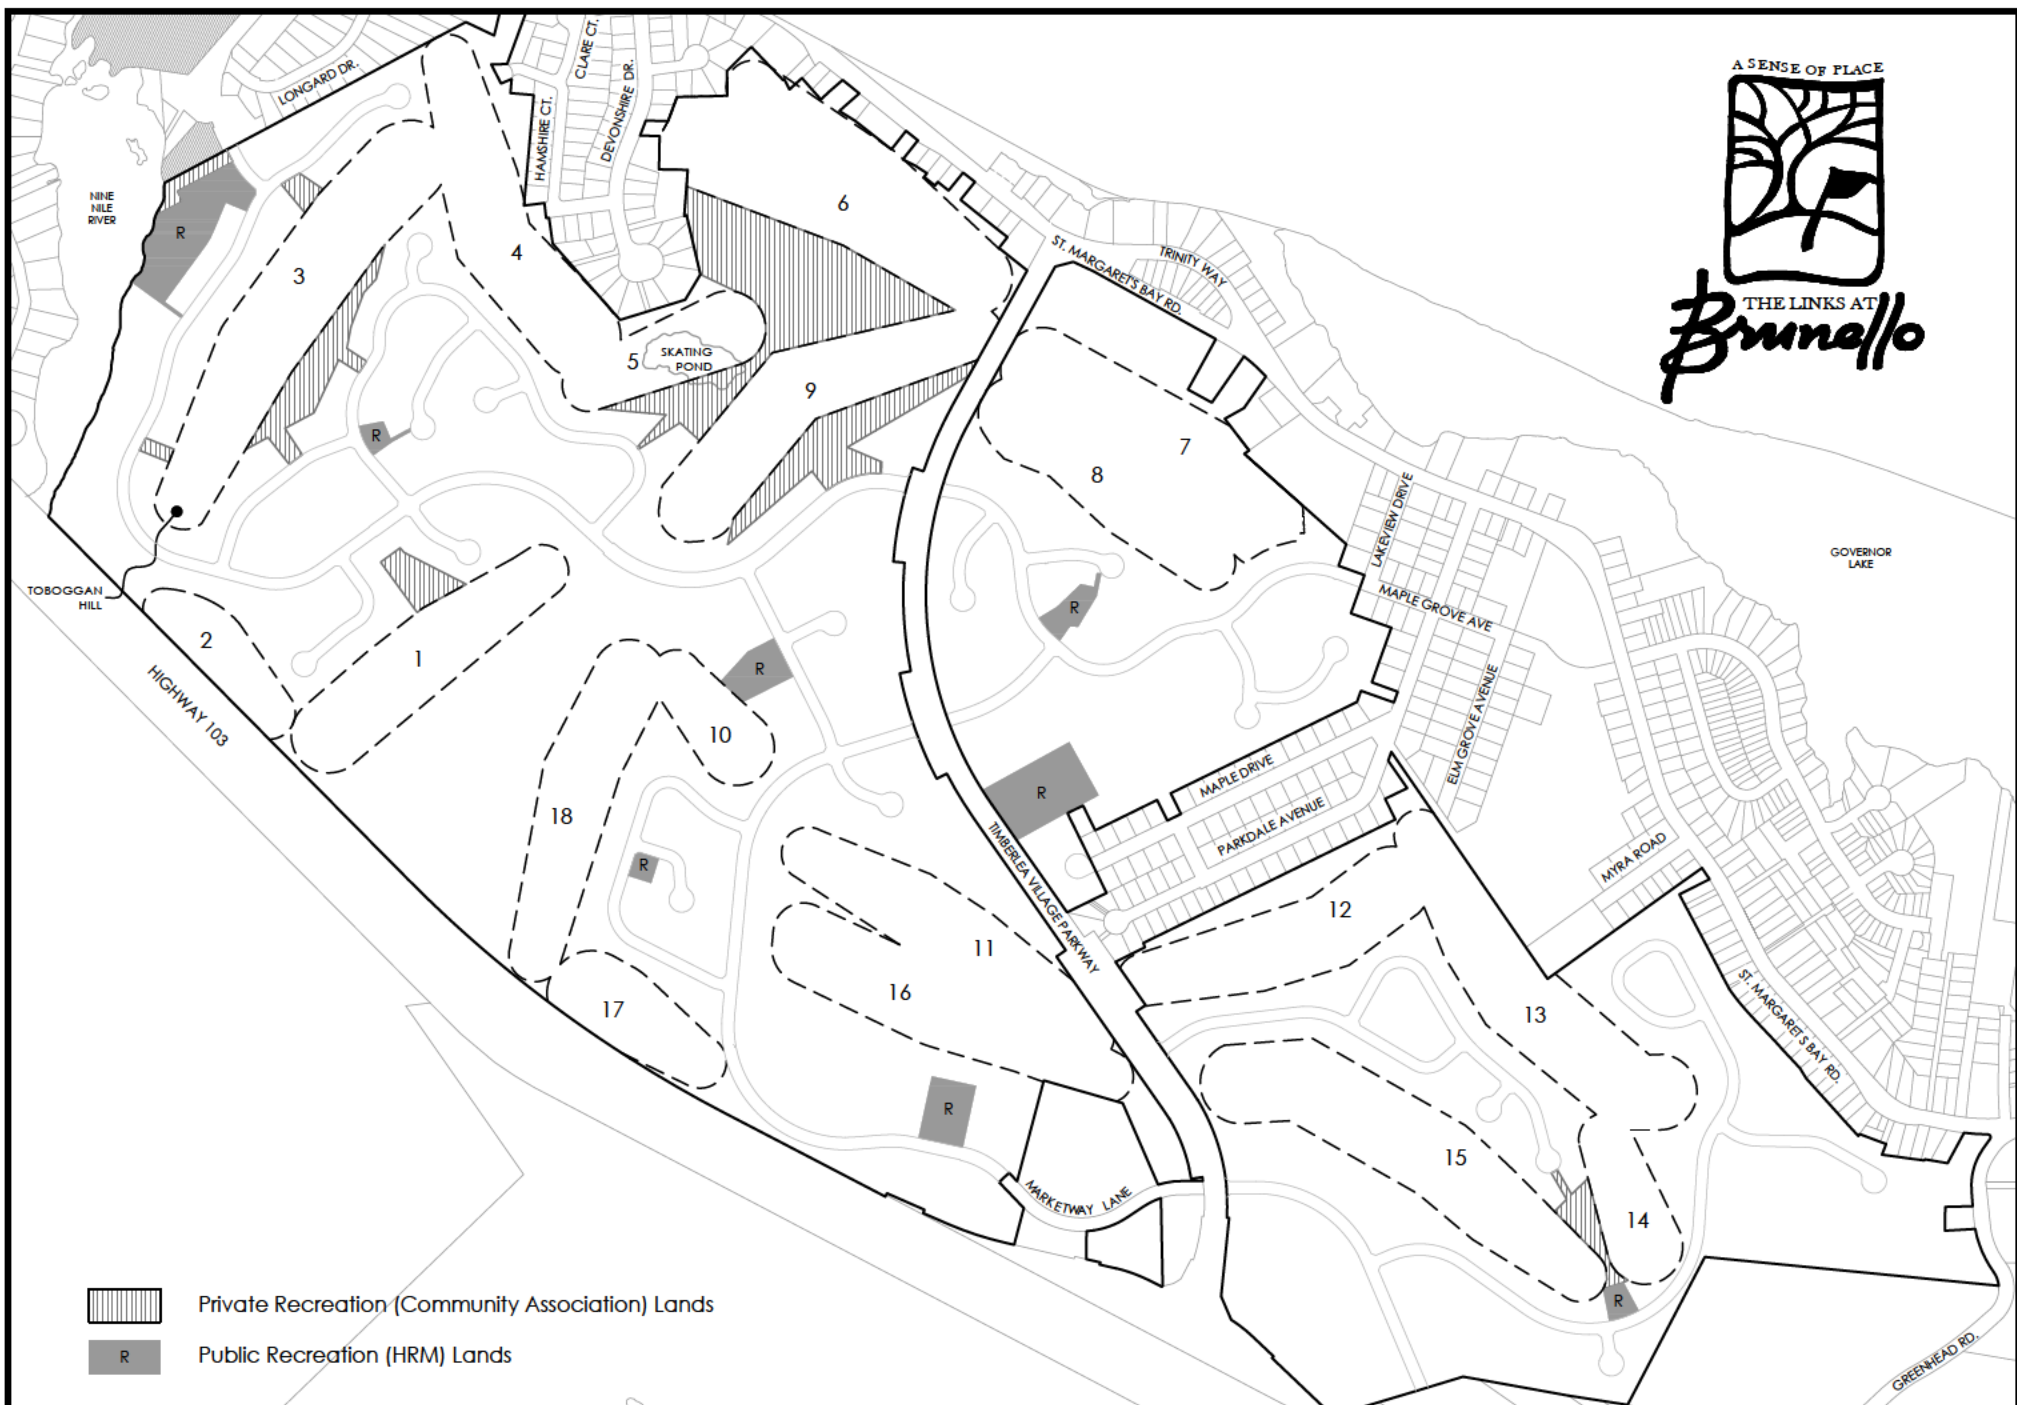 A SENSE OF PLACE
THE LINKS AT
Brunello
LONGARD DR.
CLARE CT.
HAMSHIRE CT.
DEVONSHIRE DR.
NINE
NILE
RIVER
R
3
4
6
5
SKATING
POND
9
ST. MARGARET'S BAY RD.
TRINITY WAY
7
8
R
LAKEVIEW DRIVE
MAPLE GROVE AVE
ELM GROVE AVENUE
GOVERNOR
LAKE
TOBOGGAN
HILL
2
1
HIGHWAY 103
R
R
10
18
R
R
MAPLE DRIVE
PARKDALE AVENUE
MYRA ROAD
TIMBERLEA VILLAGE PARKWAY
12
11
16
17
13
ST. MARGARET'S BAY RD.
R
15
14
MARKETWAY LANE
R
GREENHEAD RD.
Private Recreation (Community Association) Lands
R
Public Recreation (HRM) Lands